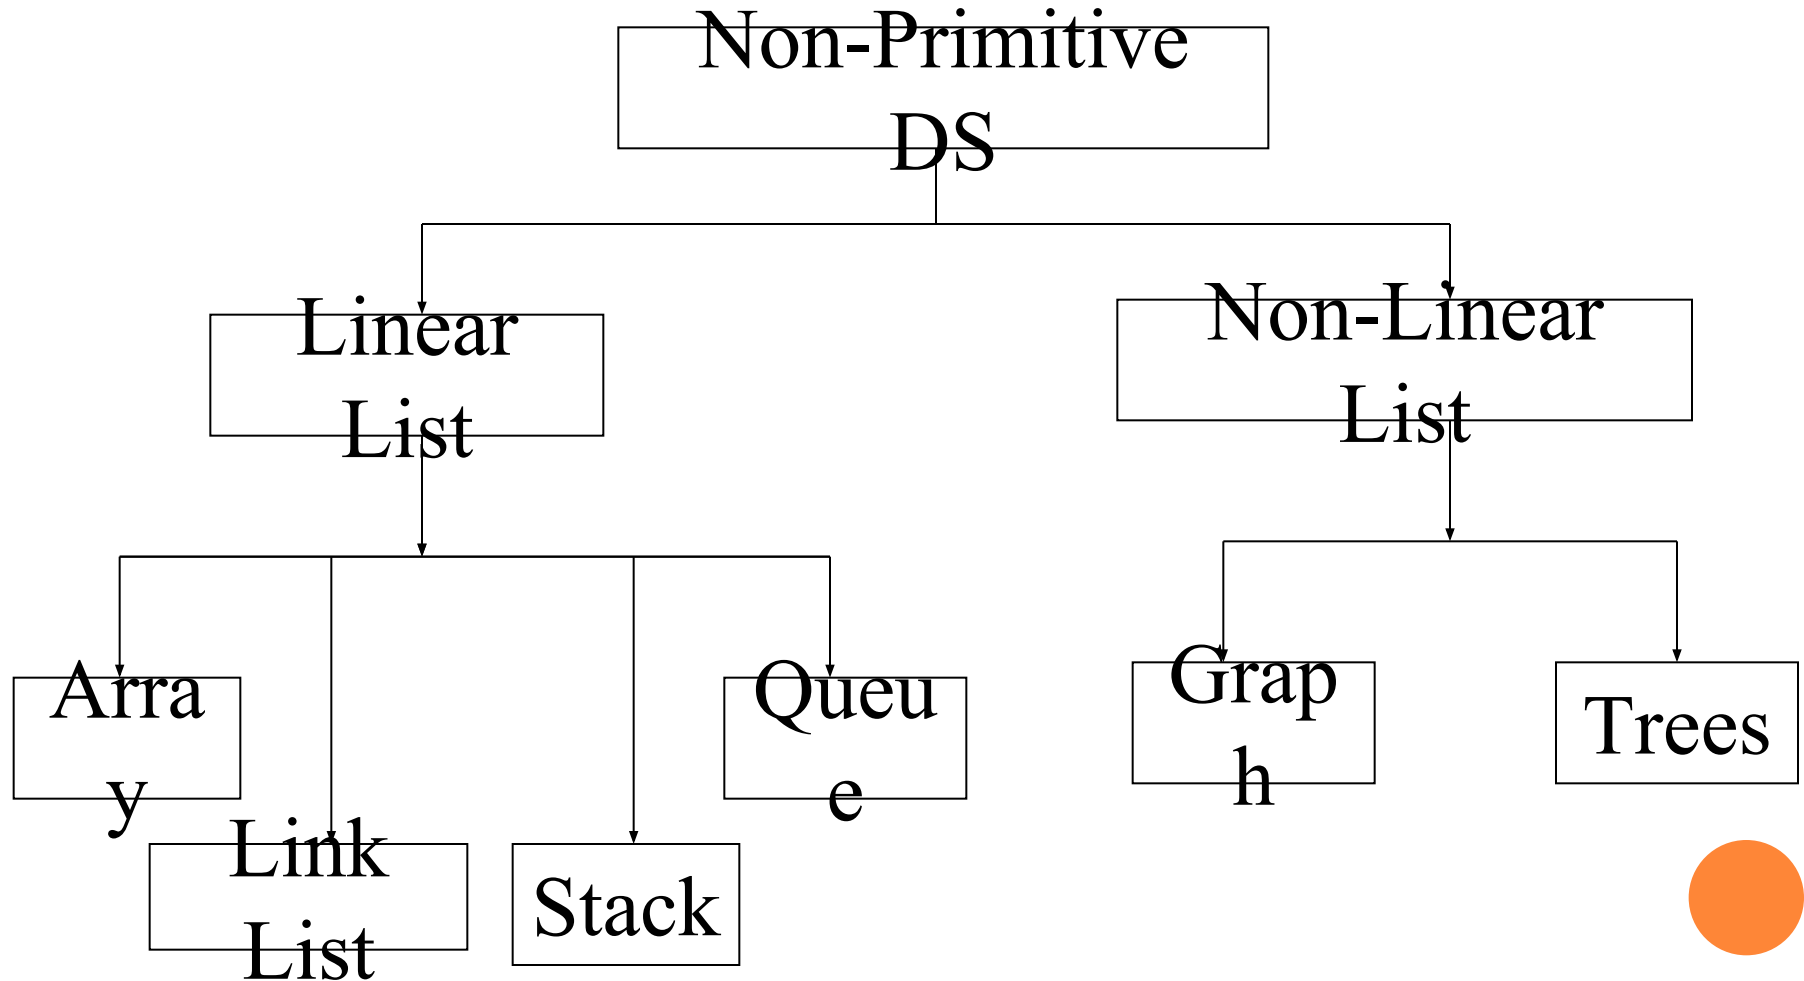 Non-Primitive
DS
Linear
List
Non-Linear
List
Arra
y
Link
List
Stack
Queu
e
Grap
h
Trees